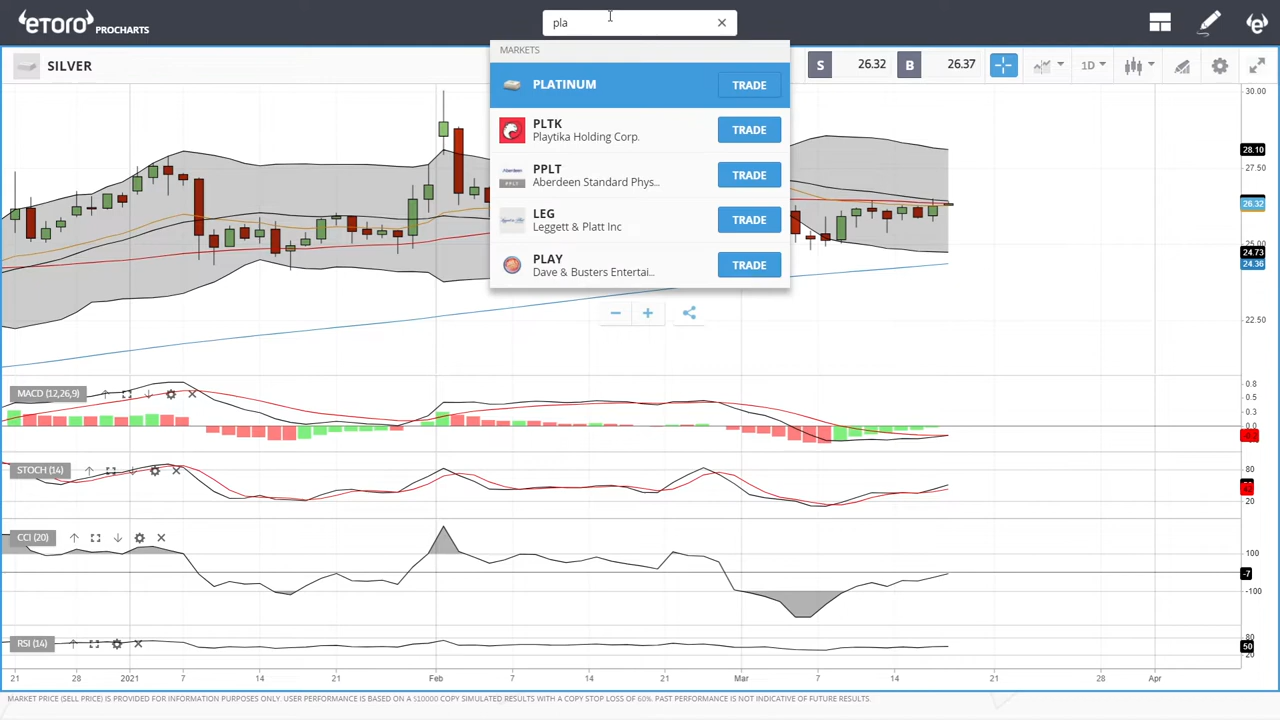 eTORO PROCHARTS
pla
MARKETS
PLATINUM TRADE
PLTK
Playtika Holding Corp.
TRADE
PPLT
Aberdeen Standard Phys..
TRADE
LEG
Leggett & Platt Inc
TRADE
PLAY
Dave & Busters Entertai..
TRADE
SILVER
S 26.32 B 26.37 1D
30.00
28.10
27.50
26.32
25.00
24.73
24.36
22.50
MACD (12,26,9)
0.8
0.5
0.3
0.0
STOCH (14)
80
20
CCI (20)
100
-7
-100
RSI (14)
80
50
20
21 28 2021 7 14 21 Feb 7 14 21 Mar 7 14 21 28 Apr
MARKET PRICE (SELL PRICE) IS PROVIDED FOR INFORMATION PURPOSES ONLY. USER PERFORMANCE IS BASED ON A $10000 COPY SIMULATED RESULTS WITH A COPY STOP LOSS OF 60%. PAST PERFORMANCE IS NOT INDICATIVE OF FUTURE RESULTS.